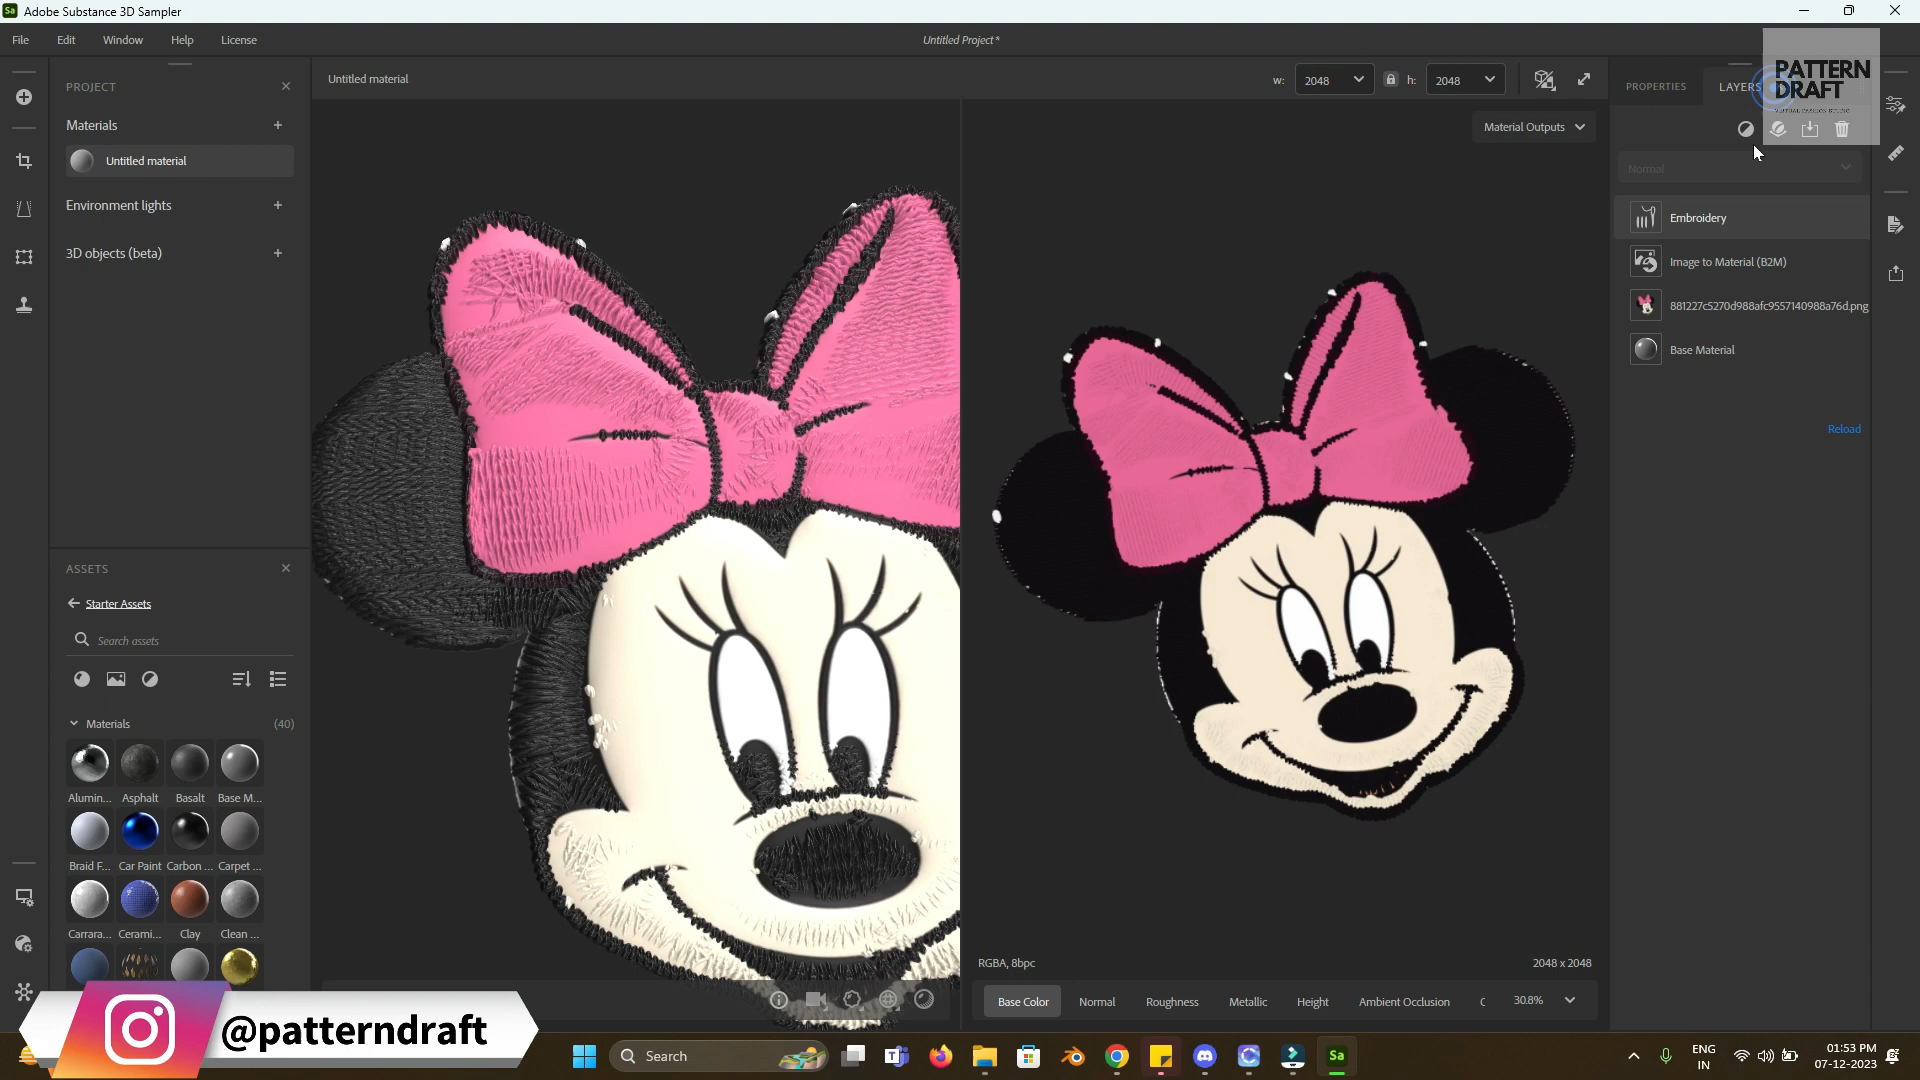 Sa Adobe Substance 3D Sampler
File Edit Window Help License
Untitled Project*
PROJECT
Materials
Untitled material
Environment lights
3D objects (beta)
ASSETS
Starter Assets
Search assets
Materials (40)
Alumin... Asphalt Basalt Base M...
Braid F... Car Paint Carbon ... Carpet ...
Carrara... Cerami... Clay Clean ...
@patterndraft
Untitled material
w: 2048 h: 2048
Material Outputs
RGBA, 8bpc
2048 x 2048
Base Color Normal Roughness Metallic Height Ambient Occlusion C 30.8%
PROPERTIES LAYERS
PATTERN
DRAFT
Normal
Embroidery
Image to Material (B2M)
881227c5270d988afc9557140988a76d.png
Base Material
Reload
Search
Sa
ENG
IN
01:53 PM
07-12-2023